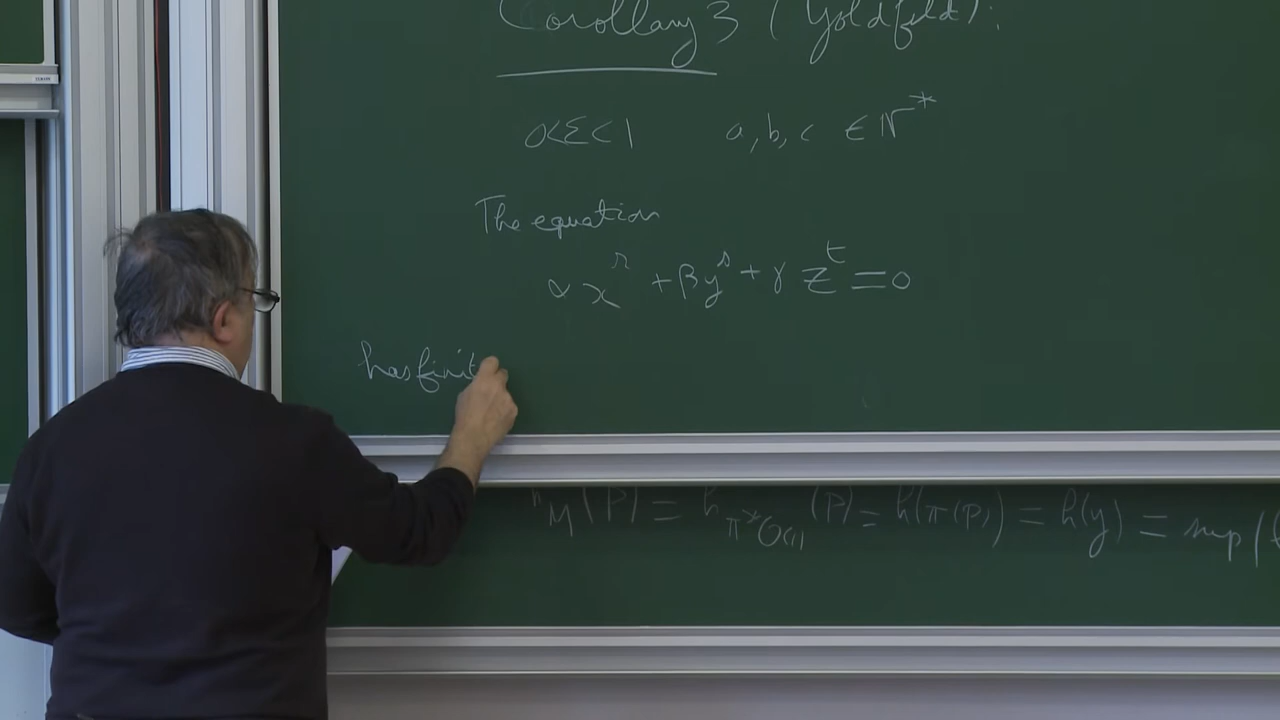 Corollary 3 (Goldfeld):
0<ε<1 a, b, c ∈ N*
The equation
αx^r + βy^s + γz^t = 0
has finit
h_M(P) = h_{π*O(1)}(P) = h(π(P)) = h(y) = sup(